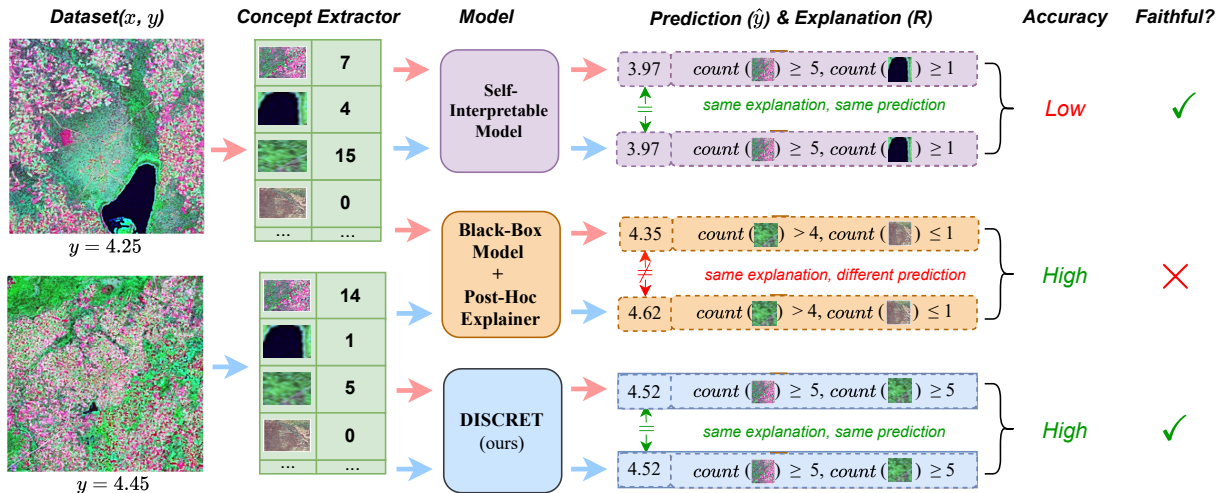 Dataset(x, y)
Concept Extractor
Model
Prediction (ŷ) & Explanation (R)
Accuracy
Faithful?
y = 4.25
7
4
15
0
...
...
Self-
Interpretable
Model
3.97
count ( ) ≥ 5, count ( ) ≥ 1
=
same explanation, same prediction
3.97
count ( ) ≥ 5, count ( ) ≥ 1
Low
✓
Black-Box
Model
+
Post-Hoc
Explainer
4.35
count ( ) > 4, count ( ) ≤ 1
≠
same explanation, different prediction
4.62
count ( ) > 4, count ( ) ≤ 1
High
✕
y = 4.45
14
1
5
0
...
...
DISCRET
(ours)
4.52
count ( ) ≥ 5, count ( ) ≥ 5
=
same explanation, same prediction
4.52
count ( ) ≥ 5, count ( ) ≥ 5
High
✓